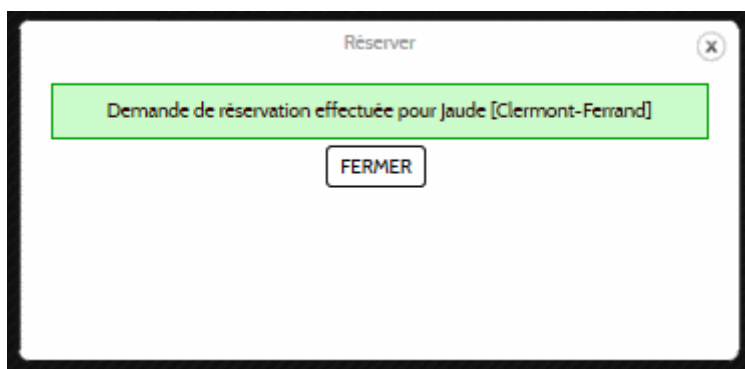 Réserver
x
Demande de réservation effectuée pour Jaude [Clermont-Ferrand]
FERMER